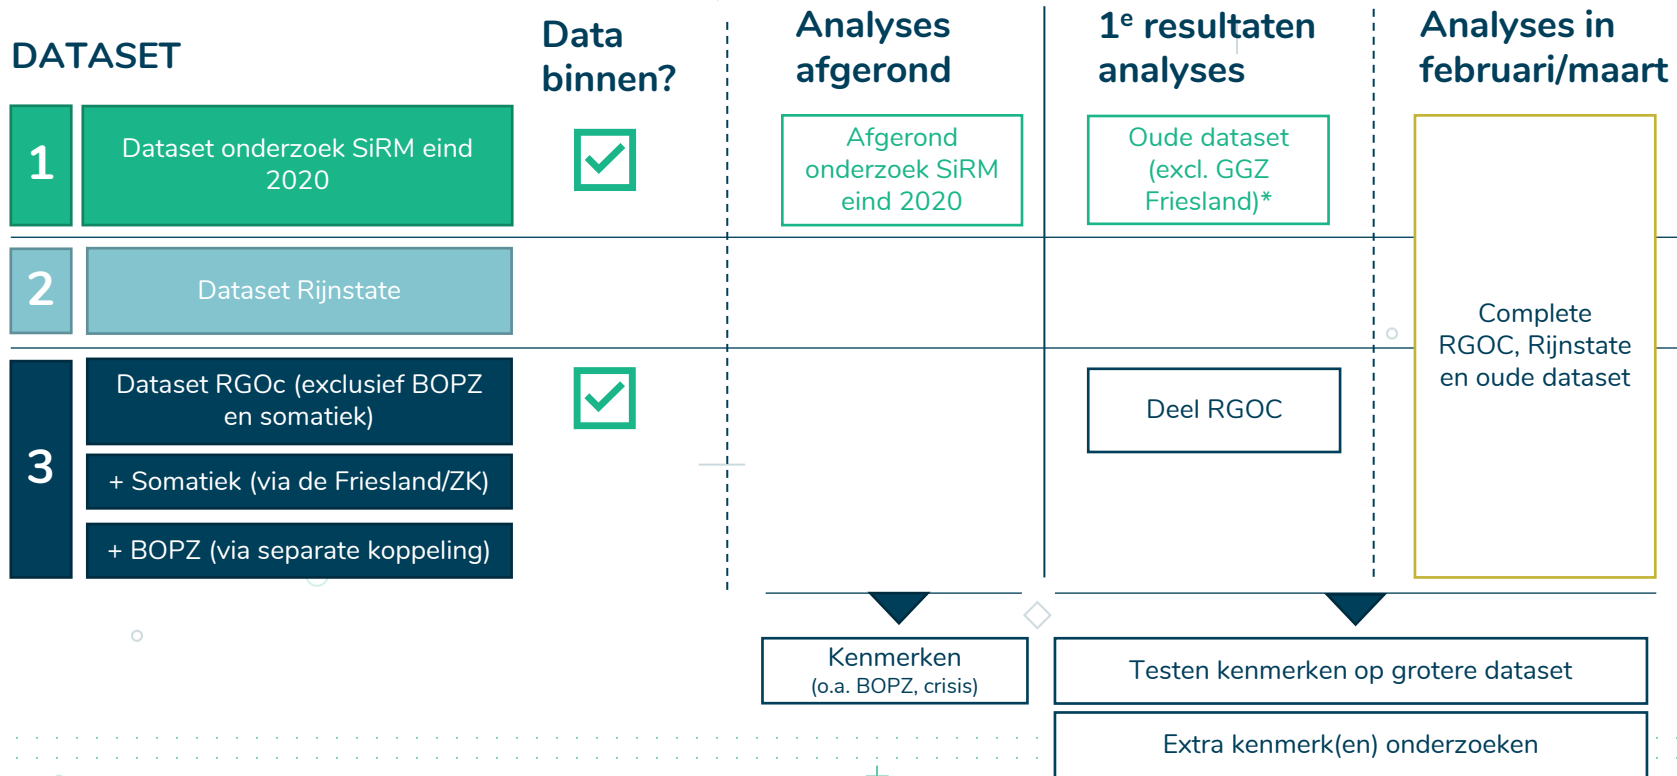 DATASET
Data
binnen?
Analyses
afgerond
1e resultaten
analyses
Analyses in
februari/maart
1
Dataset onderzoek SiRM eind
2020
Afgerond
onderzoek SiRM
eind 2020
Oude dataset
(excl. GGZ
Friesland)*
2
Dataset Rijnstate
Complete
RGOC, Rijnstate
en oude dataset
3
Dataset RGOc (exclusief BOPZ
en somatiek)
Deel RGOC
+ Somatiek (via de Friesland/ZK)
+ BOPZ (via separate koppeling)
Kenmerken
(o.a. BOPZ, crisis)
Testen kenmerken op grotere dataset
Extra kenmerk(en) onderzoeken